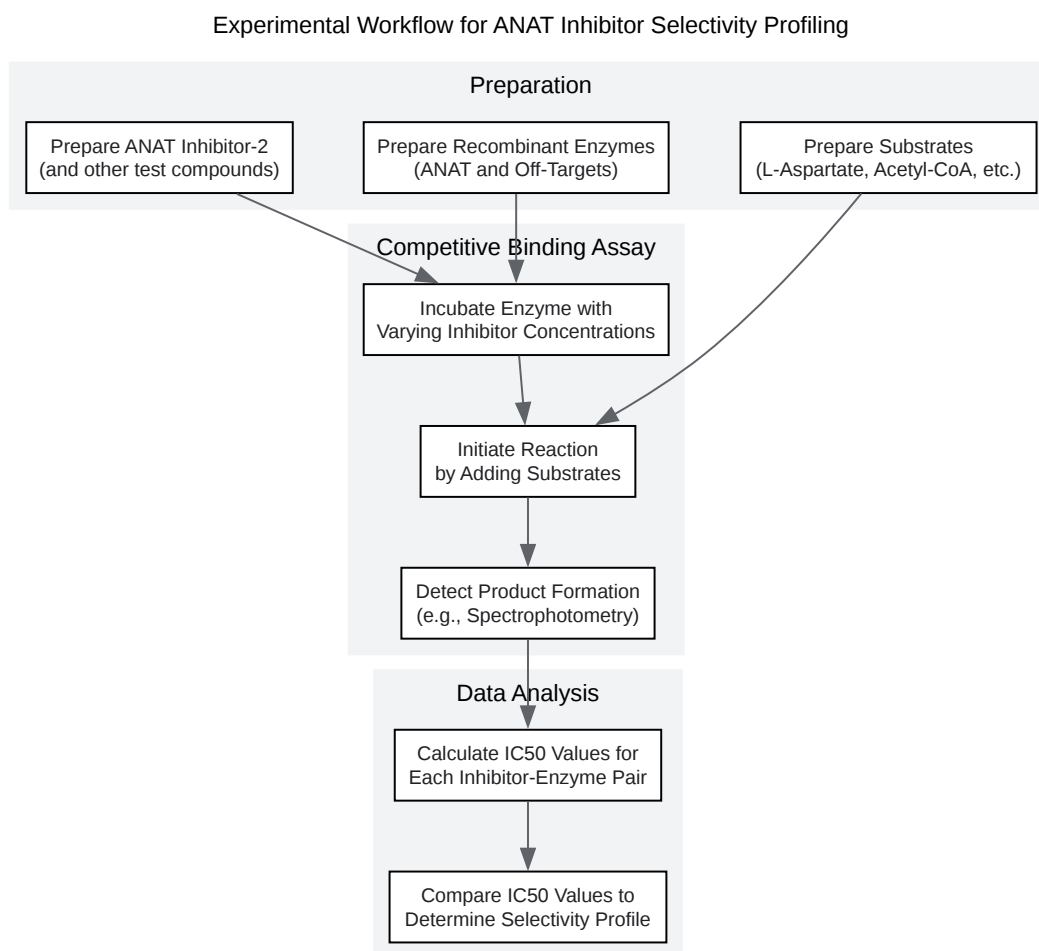 Experimental Workflow for ANAT Inhibitor Selectivity Profiling
Preparation
Prepare ANAT Inhibitor-2
(and other test compounds)
Prepare Recombinant Enzymes
(ANAT and Off-Targets)
Prepare Substrates
(L-Aspartate, Acetyl-CoA, etc.)
Competitive Binding Assay
Incubate Enzyme with
Varying Inhibitor Concentrations
Initiate Reaction
by Adding Substrates
Detect Product Formation
(e.g., Spectrophotometry)
Data Analysis
Calculate IC50 Values for
Each Inhibitor-Enzyme Pair
Compare IC50 Values to
Determine Selectivity Profile